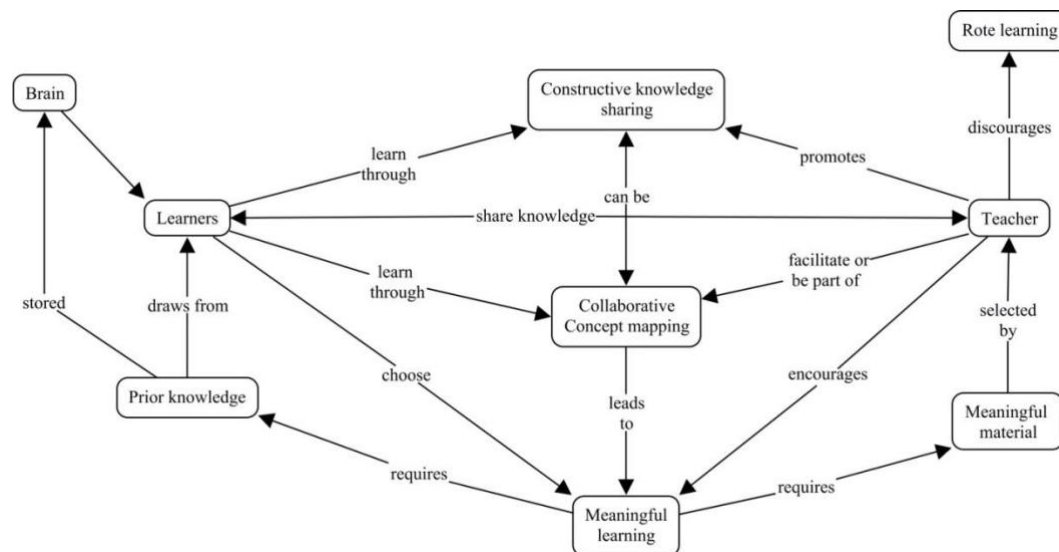 Rote learning
Brain
Constructive knowledge
sharing
discourages
learn
through
promotes
can be
Learners
share knowledge
Teacher
learn
through
facilitate or
be part of
stored
draws from
Collaborative
Concept mapping
selected
by
choose
encourages
Prior knowledge
leads
to
Meaningful
material
requires
requires
Meaningful
learning